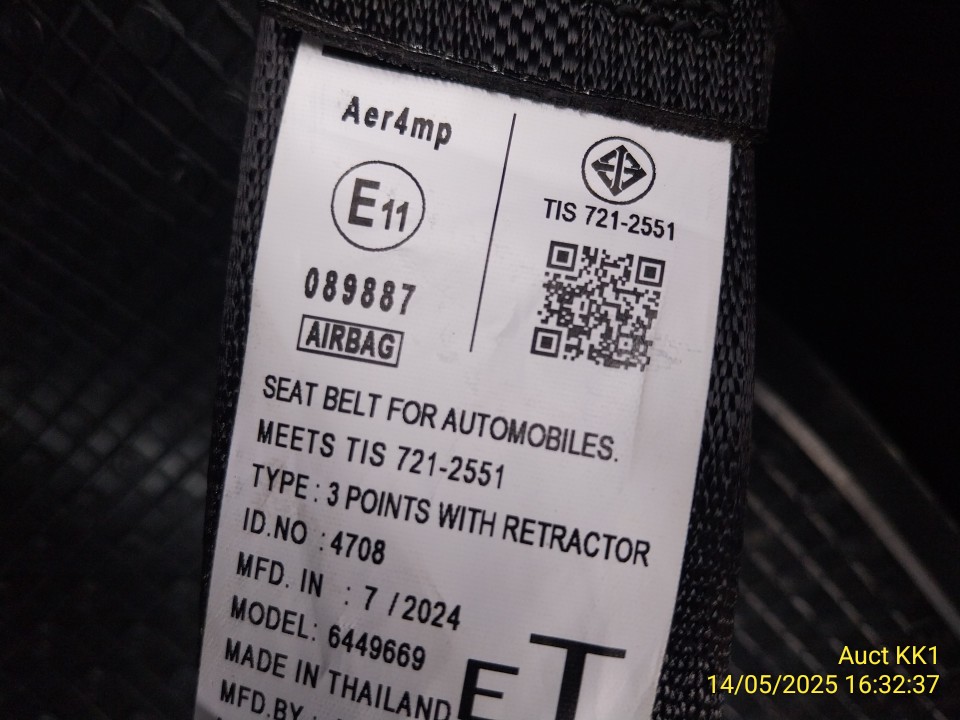 Aer4mp
E11
089887
AIRBAG
TIS 721-2551
SEAT BELT FOR AUTOMOBILES.
MEETS TIS 721-2551
TYPE : 3 POINTS WITH RETRACTOR
ID.NO : 4708
MFD. IN : 7 / 2024
MODEL: 6449669
MADE IN THAILAND
MFD.BY :
ET
Auct KK1
14/05/2025 16:32:37